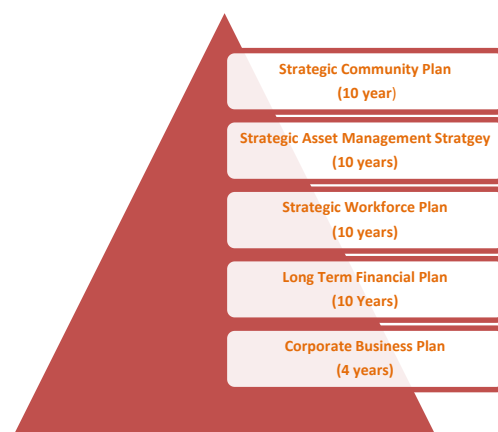 Strategic Community Plan
(10 year)
Strategic Asset Management Stratgey
(10 years)
Strategic Workforce Plan
(10 years)
Long Term Financial Plan
(10 Years)
Corporate Business Plan
(4 years)